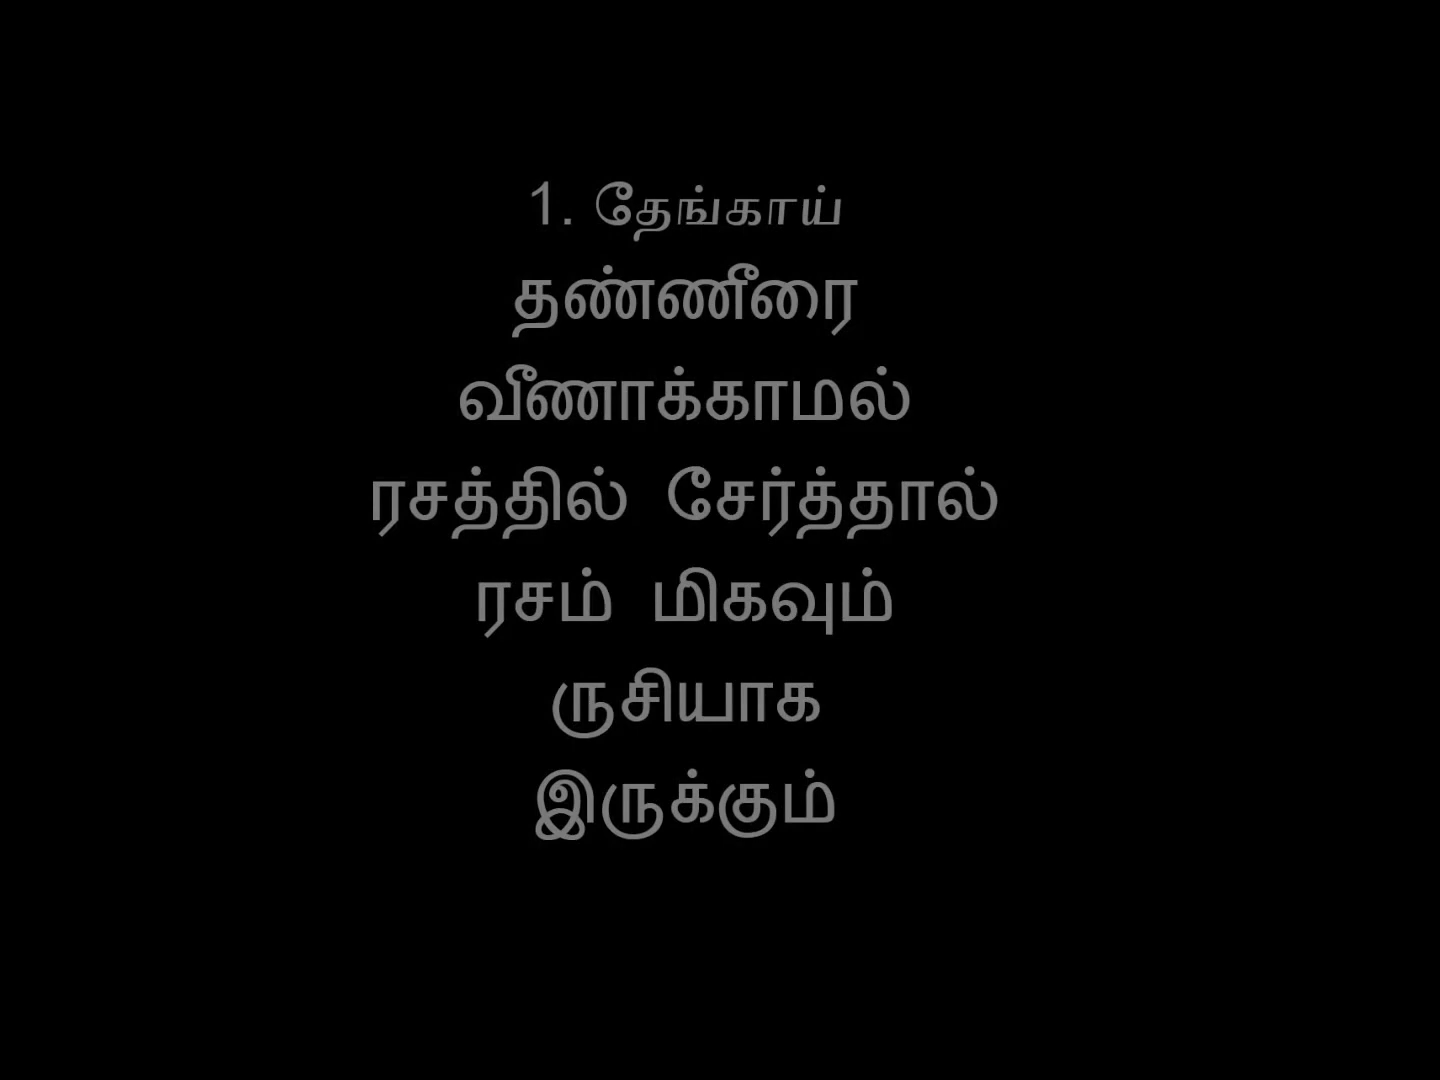 1. தேங்காய்
தண்ணீரை
வீணாக்காமல்
ரசத்தில் சேர்த்தால்
ரசம் மிகவும்
ருசியாக
இருக்கும்